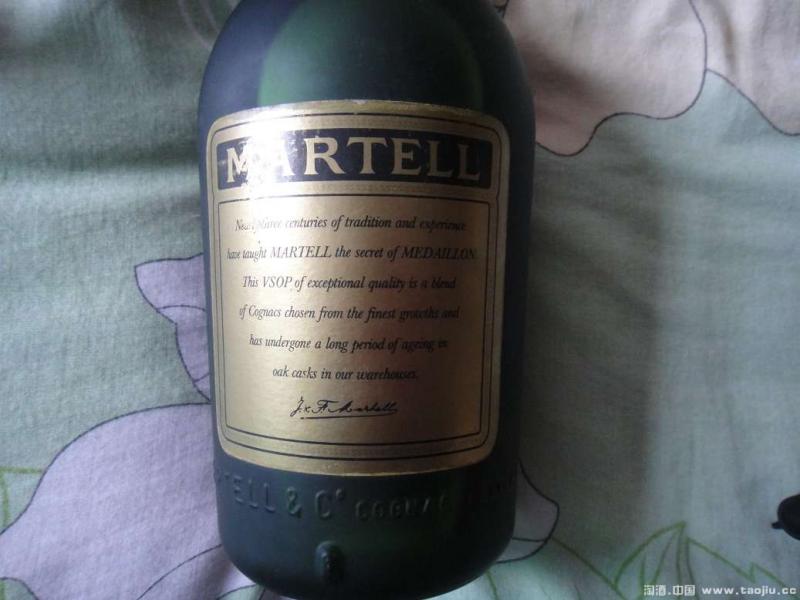 MARTELL
Nearly three centuries of tradition and experience
have taught MARTELL the secret of MEDAILLON.
This VSOP of exceptional quality is a blend
of Cognacs chosen from the finest growths and
has undergone a long period of ageing in
oak casks in our warehouses.
J. & F. Martell
TELL & Cº COGNAC
淘酒.中国 www.taojiu.cc